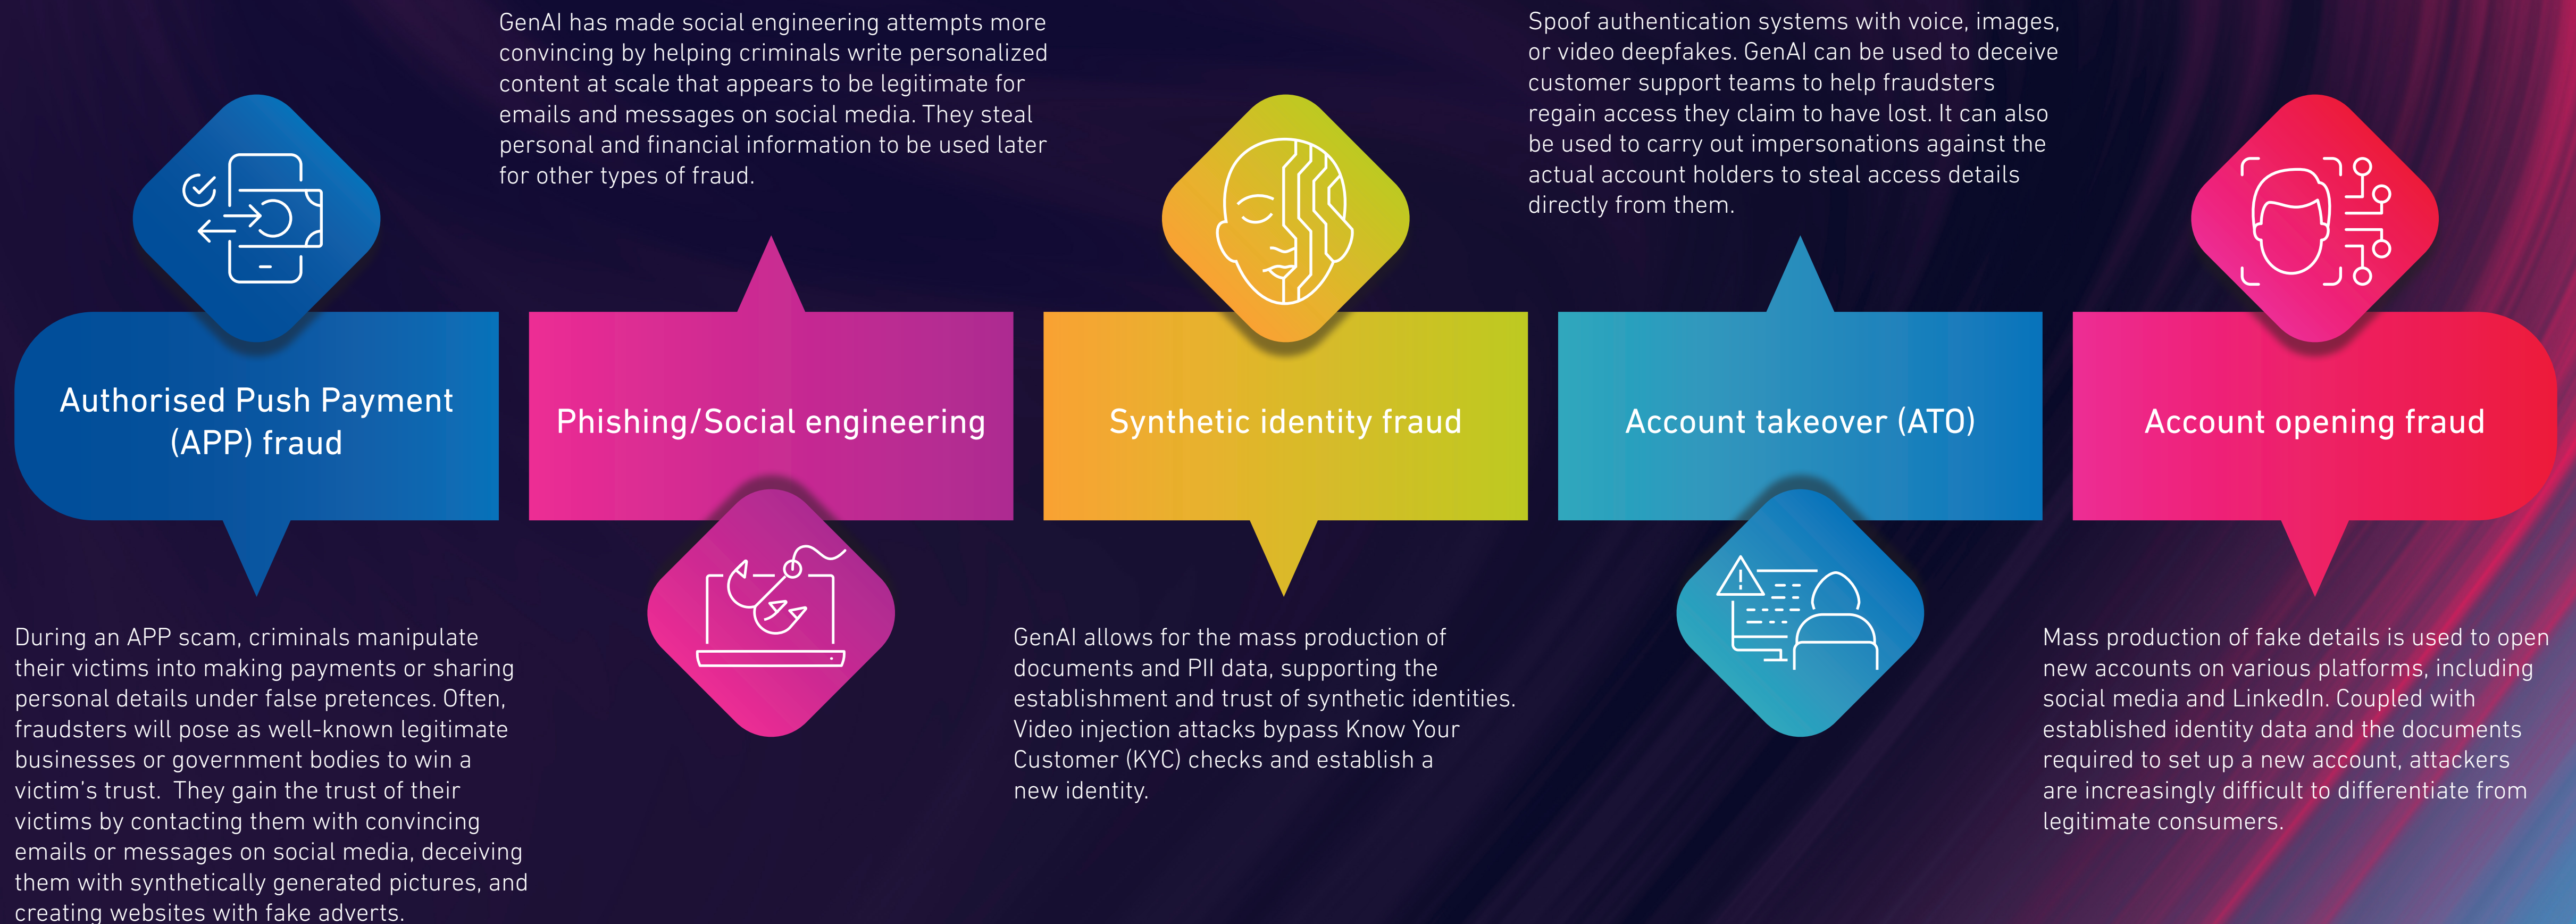 Authorised Push Payment
(APP) fraud
During an APP scam, criminals manipulate
their victims into making payments or sharing
personal details under false pretences. Often,
fraudsters will pose as well-known legitimate
businesses or government bodies to win a
victim's trust.  They gain the trust of their
victims by contacting them with convincing
emails or messages on social media, deceiving
them with synthetically generated pictures, and
creating websites with fake adverts.
GenAI has made social engineering attempts more
convincing by helping criminals write personalized
content at scale that appears to be legitimate for
emails and messages on social media. They steal
personal and financial information to be used later
for other types of fraud.
Phishing/Social engineering
Synthetic identity fraud
GenAI allows for the mass production of
documents and PII data, supporting the
establishment and trust of synthetic identities.
Video injection attacks bypass Know Your
Customer (KYC) checks and establish a
new identity.
Spoof authentication systems with voice, images,
or video deepfakes. GenAI can be used to deceive
customer support teams to help fraudsters
regain access they claim to have lost. It can also
be used to carry out impersonations against the
actual account holders to steal access details
directly from them.
Account takeover (ATO)
Account opening fraud
Mass production of fake details is used to open
new accounts on various platforms, including
social media and LinkedIn. Coupled with
established identity data and the documents
required to set up a new account, attackers
are increasingly difficult to differentiate from
legitimate consumers.